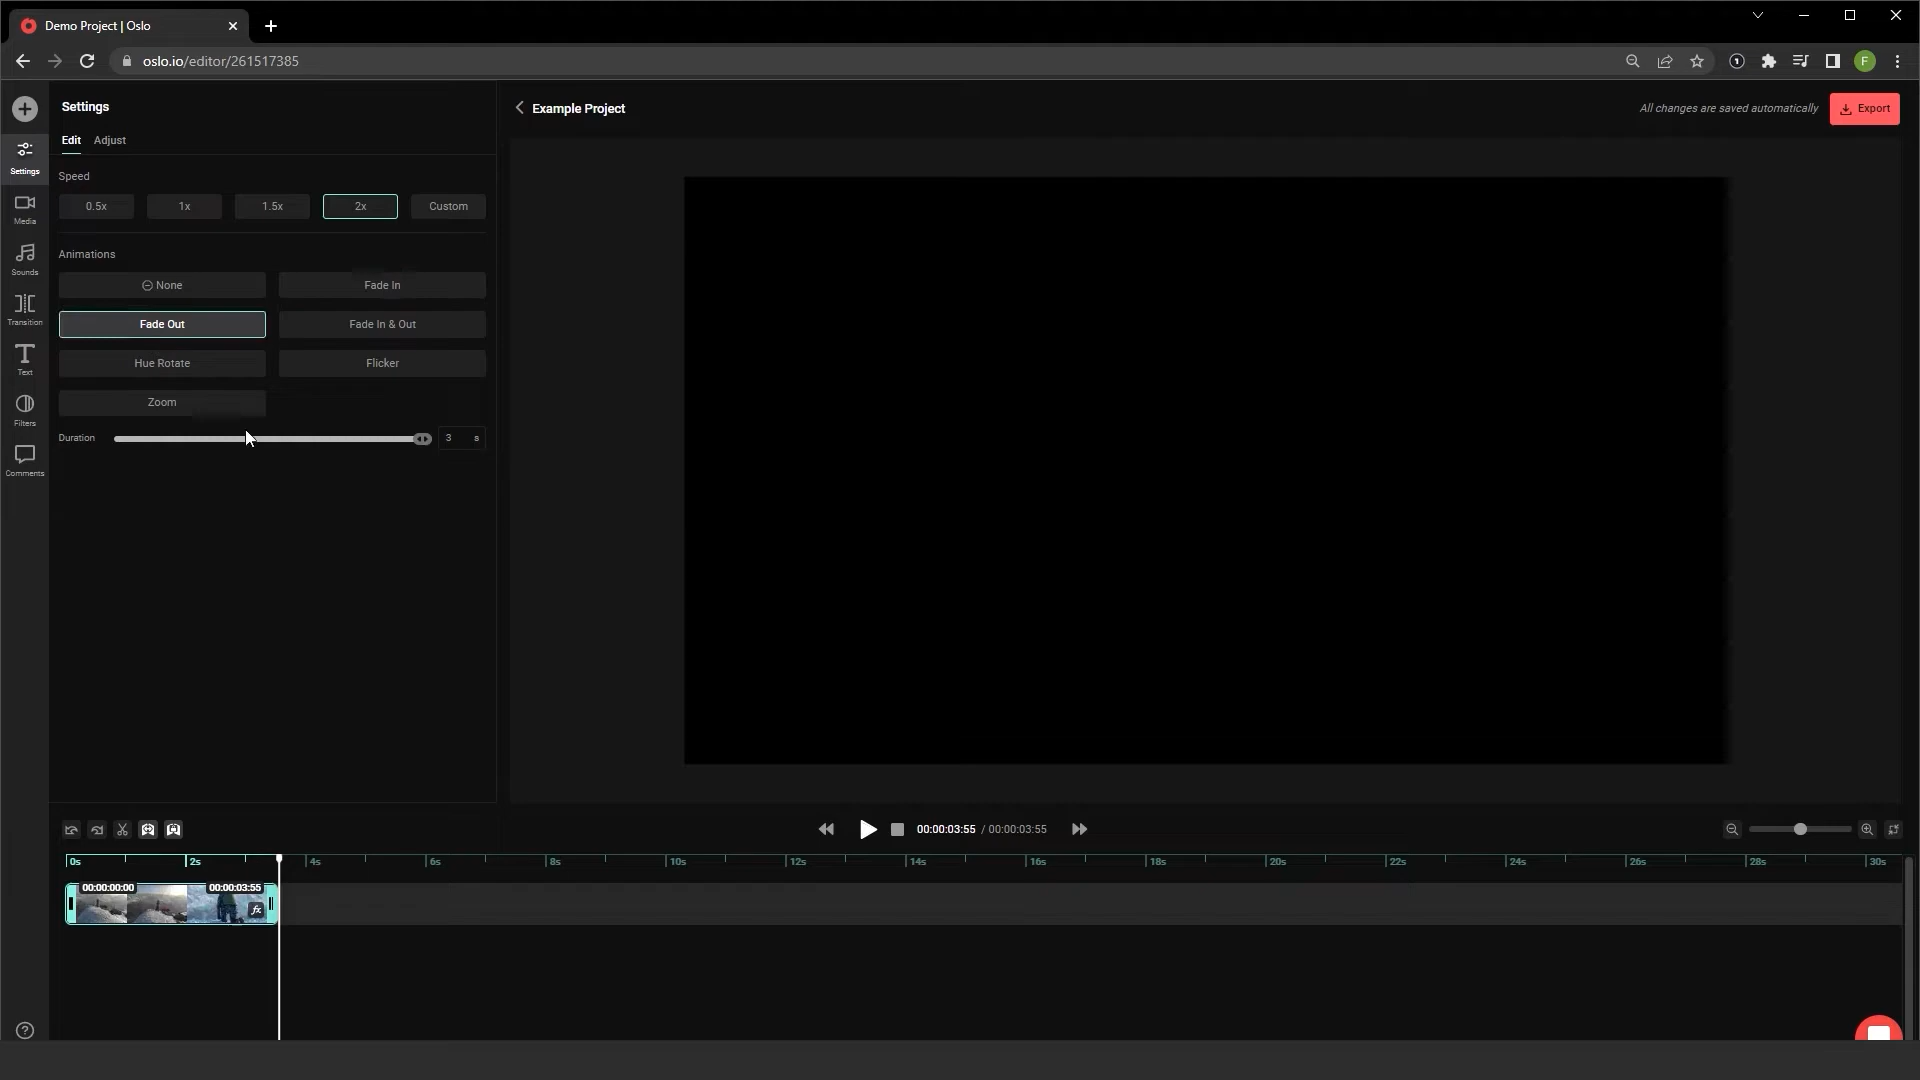 Demo Project | Oslo
oslo.io/editor/261517385
F
Settings
Example Project
All changes are saved automatically
Export
Edit
Adjust
Settings
Speed
0.5x
1x
1.5x
2x
Custom
Media
Animations
Sounds
None
Fade In
Transition
Fade Out
Fade In & Out
Text
Hue Rotate
Flicker
Filters
Zoom
Duration
3 s
Comments
00:00:03:55 / 00:00:03:55
0s 2s 4s 6s 8s 10s 12s 14s 16s 18s 20s 22s 24s 26s 28s 30s
00:00:00:00
00:00:03:55
fx